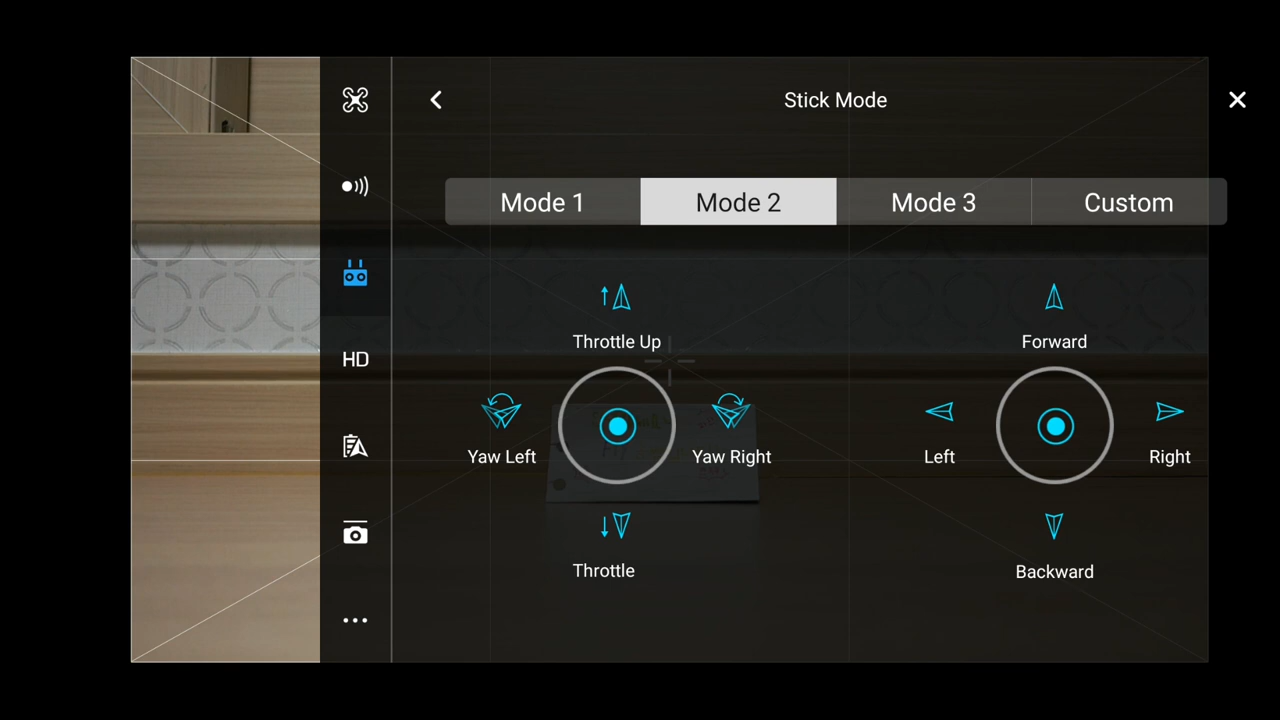 Stick Mode
Mode 1
Mode 2
Mode 3
Custom
Throttle Up
Forward
HD
Yaw Left
Yaw Right
Left
Right
Throttle
Backward